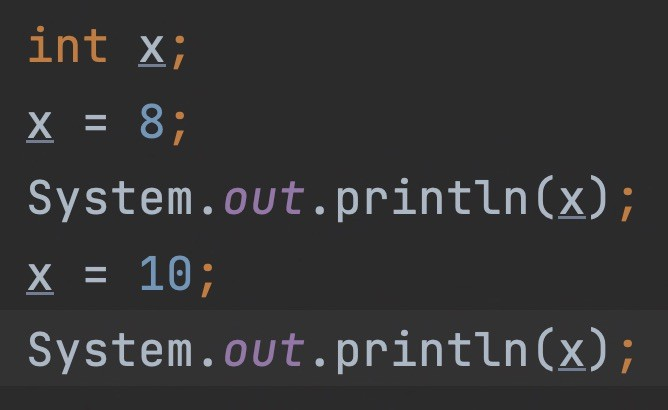 int x;
x = 8;
System.out.println(x);
x = 10;
System.out.println(x);